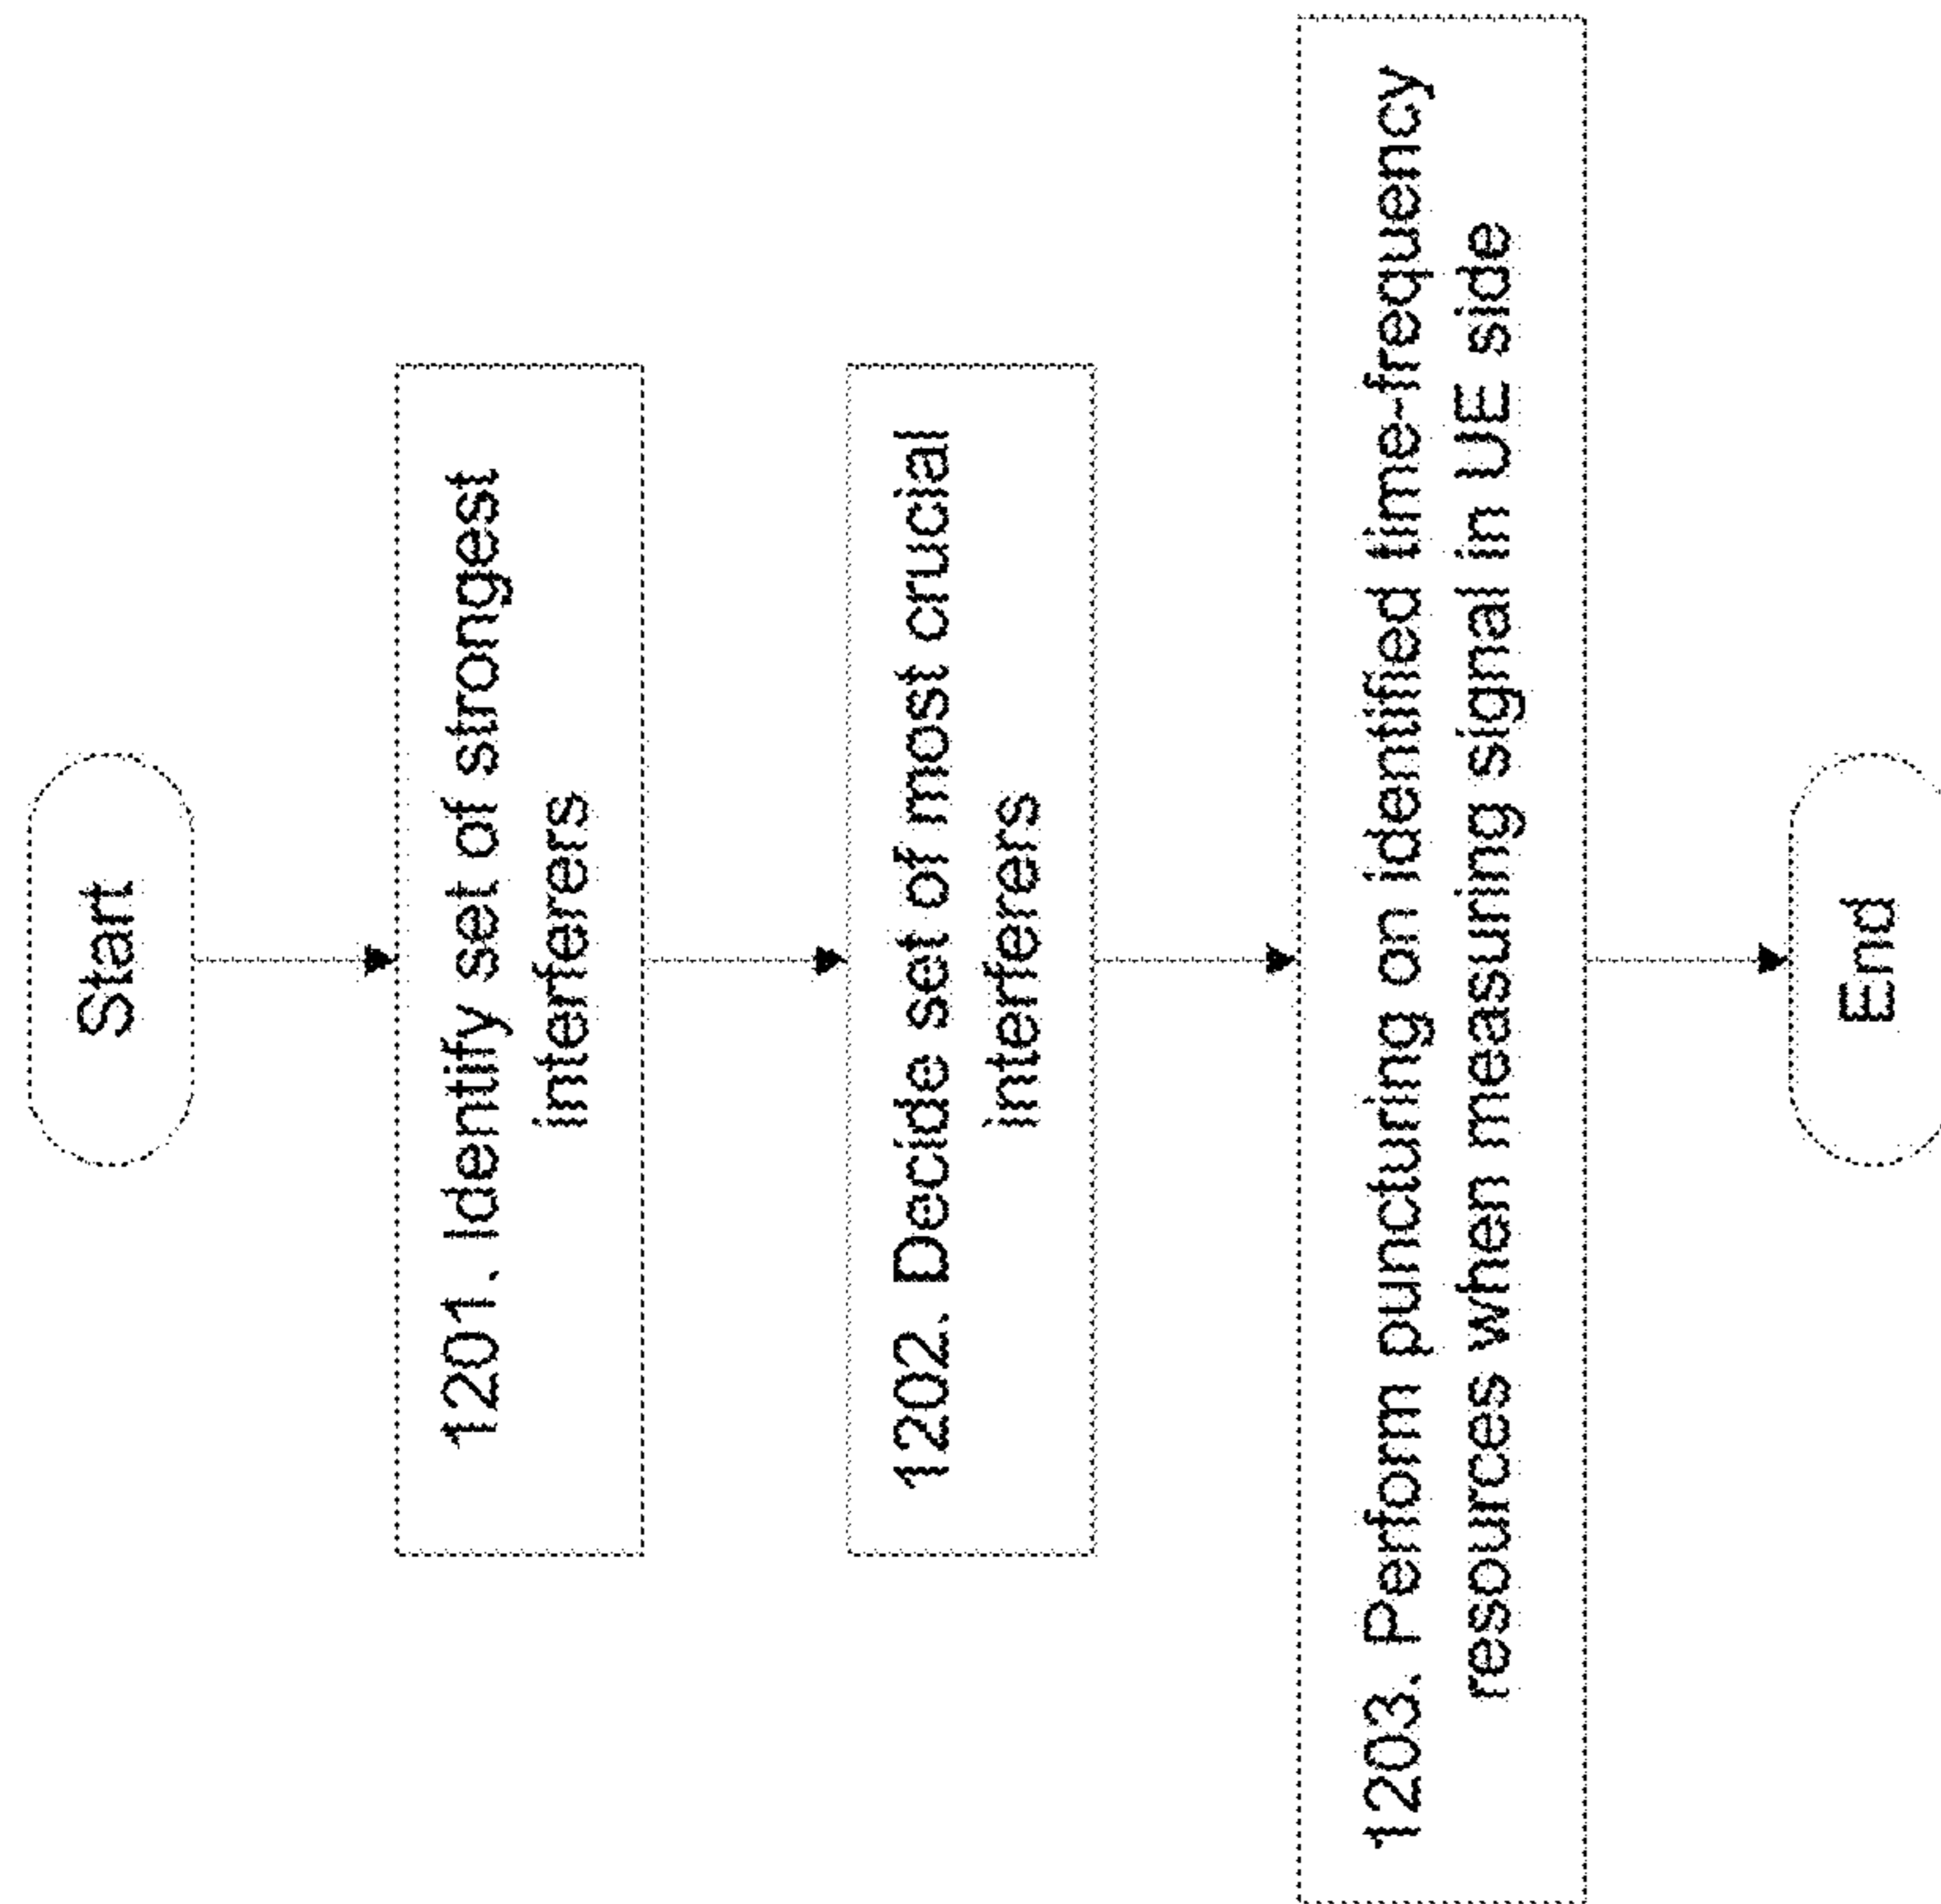 Start
1201. Identify set of strongest
interferers
1202. Decide set of most crucial
interferers
1203. Perform puncturing on identified time-frequency
resources when measuring signal in UE side
End